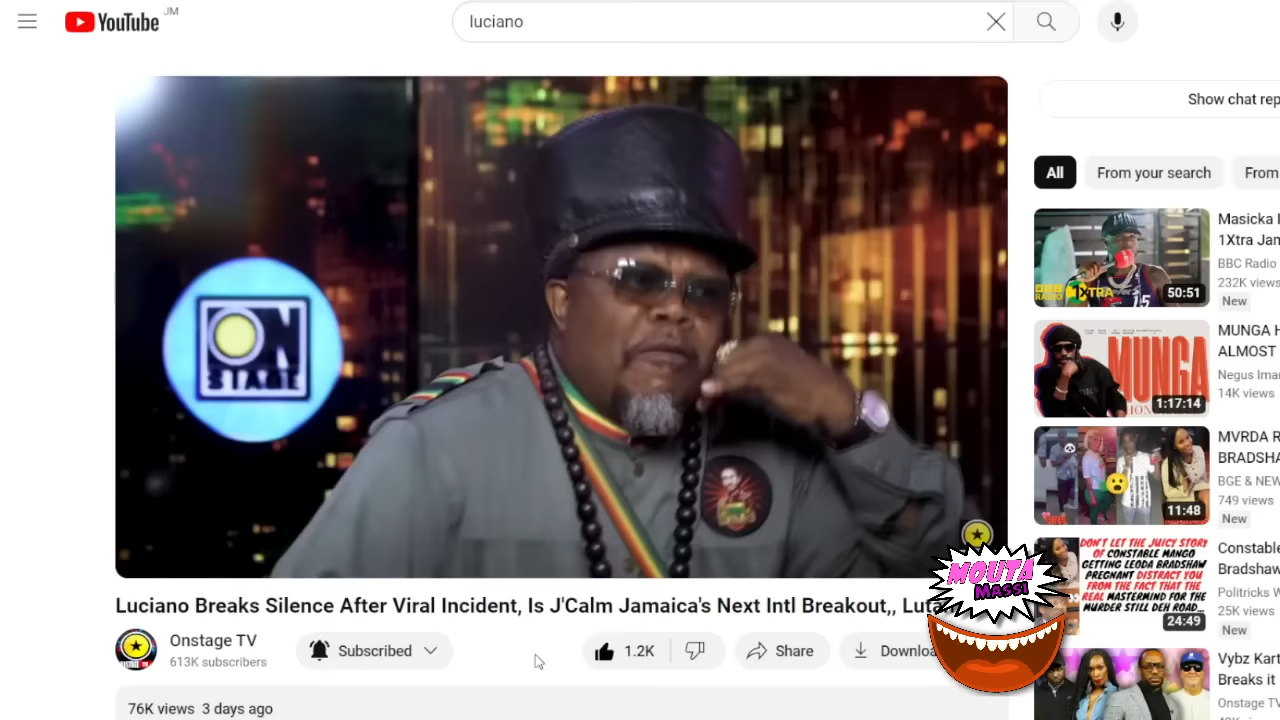 YouTube
JM
luciano
ON
STAGE
Luciano Breaks Silence After Viral Incident, Is J'Calm Jamaica's Next Intl Breakout,,
Onstage TV
613K subscribers
Subscribed
1.2K
Share
76K views 3 days ago
MOUTA
MASSI
Show chat rep
All
From your search
From
1XTRA
15
50:51
Masicka
1Xtra Jam
BBC Radio
232K views
New
MUNGA
1:17:14
MUNGA H
ALMOST
Negus Imar
14K views
11:48
MVRDA R
BRADSHA
BGE & NEW
749 views
New
DON'T LET THE JUICY STORY
OF CONSTABLE MANGO
GETTING LEODA BRADSHAW
PREGNANT DISTRACT YOU
FROM THE FACT THAT THE
REAL MASTERMIND FOR THE
MURDER STILL DEH ROAD...
24:49
Constable
Bradshaw
Politricks W
25K views
New
Vybz Kart
Breaks it
Onstage TV